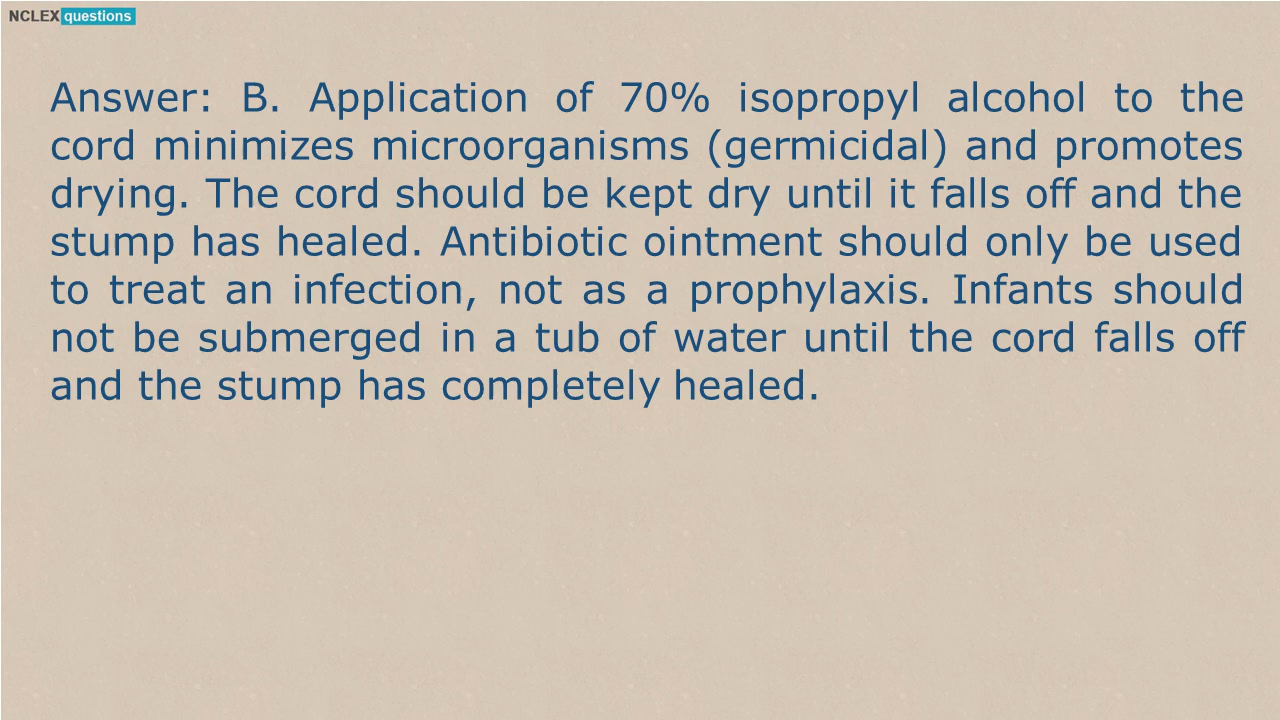 NCLEX questions
Answer: B. Application of 70% isopropyl alcohol to the
cord minimizes microorganisms (germicidal) and promotes
drying. The cord should be kept dry until it falls off and the
stump has healed. Antibiotic ointment should only be used
to treat an infection, not as a prophylaxis. Infants should
not be submerged in a tub of water until the cord falls off
and the stump has completely healed.